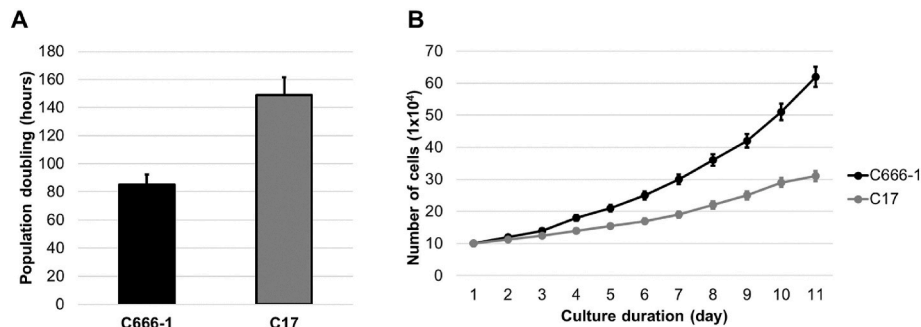 A
Population doubling (hours)
180
160
140
120
100
80
60
40
20
0
C666-1
C17
B
Number of cells (1x10⁴)
70
60
50
40
30
20
10
0
1 2 3 4 5 6 7 8 9 10 11
Culture duration (day)
C666-1
C17